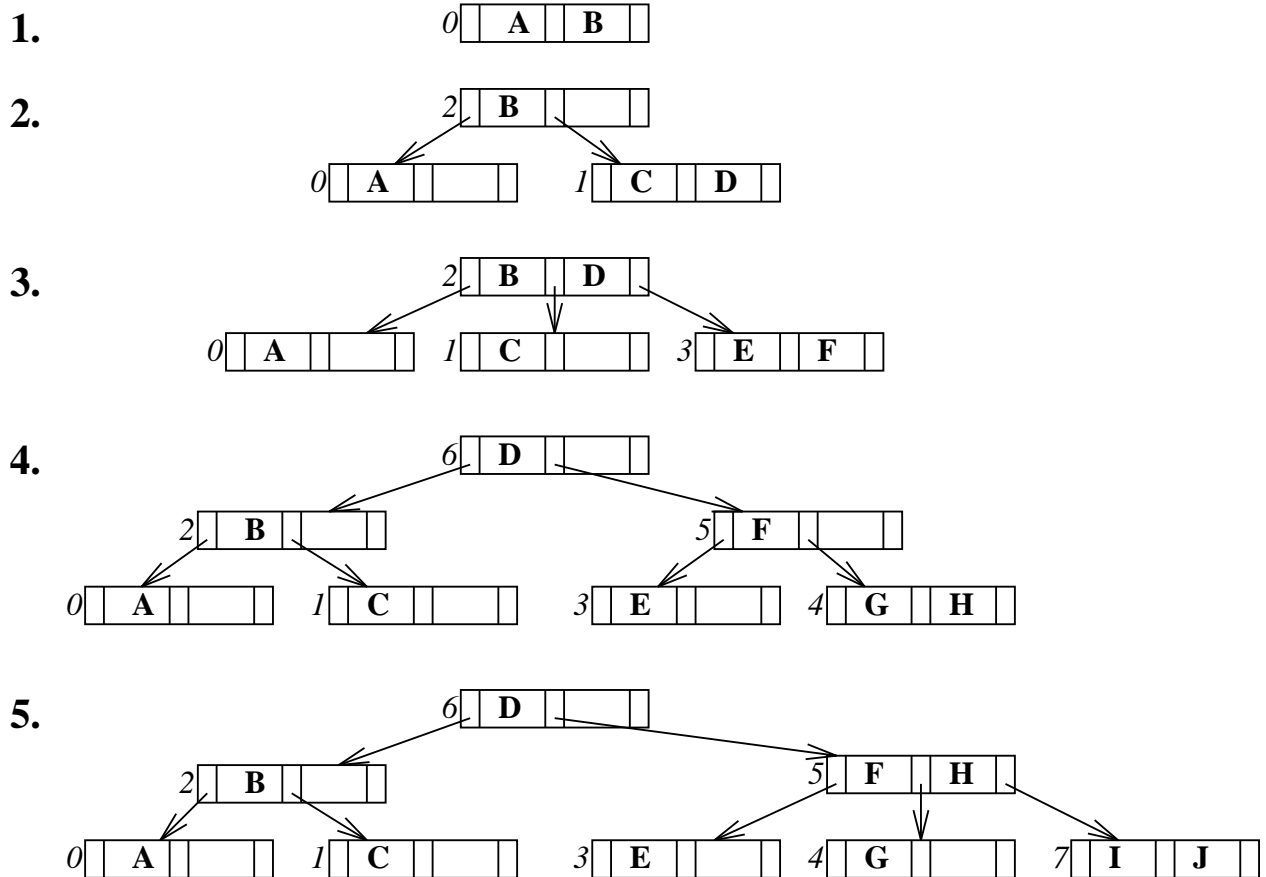 1. 0 A B
2. 2 B
0 A 1 C D
3. 2 B D
0 A 1 C 3 E F
4. 6 D
2 B 5 F
0 A 1 C 3 E 4 G H
5. 6 D
2 B 5 F H
0 A 1 C 3 E 4 G 7 I J